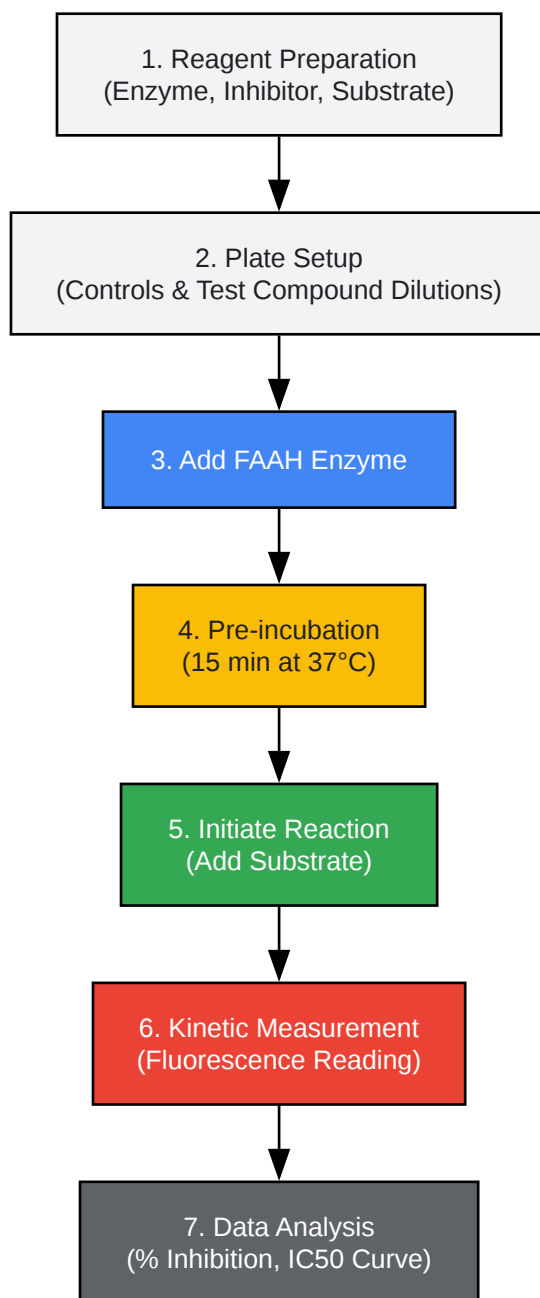 1. Reagent Preparation
(Enzyme, Inhibitor, Substrate)
2. Plate Setup
(Controls & Test Compound Dilutions)
3. Add FAAH Enzyme
4. Pre-incubation
(15 min at 37°C)
5. Initiate Reaction
(Add Substrate)
6. Kinetic Measurement
(Fluorescence Reading)
7. Data Analysis
(% Inhibition, IC50 Curve)